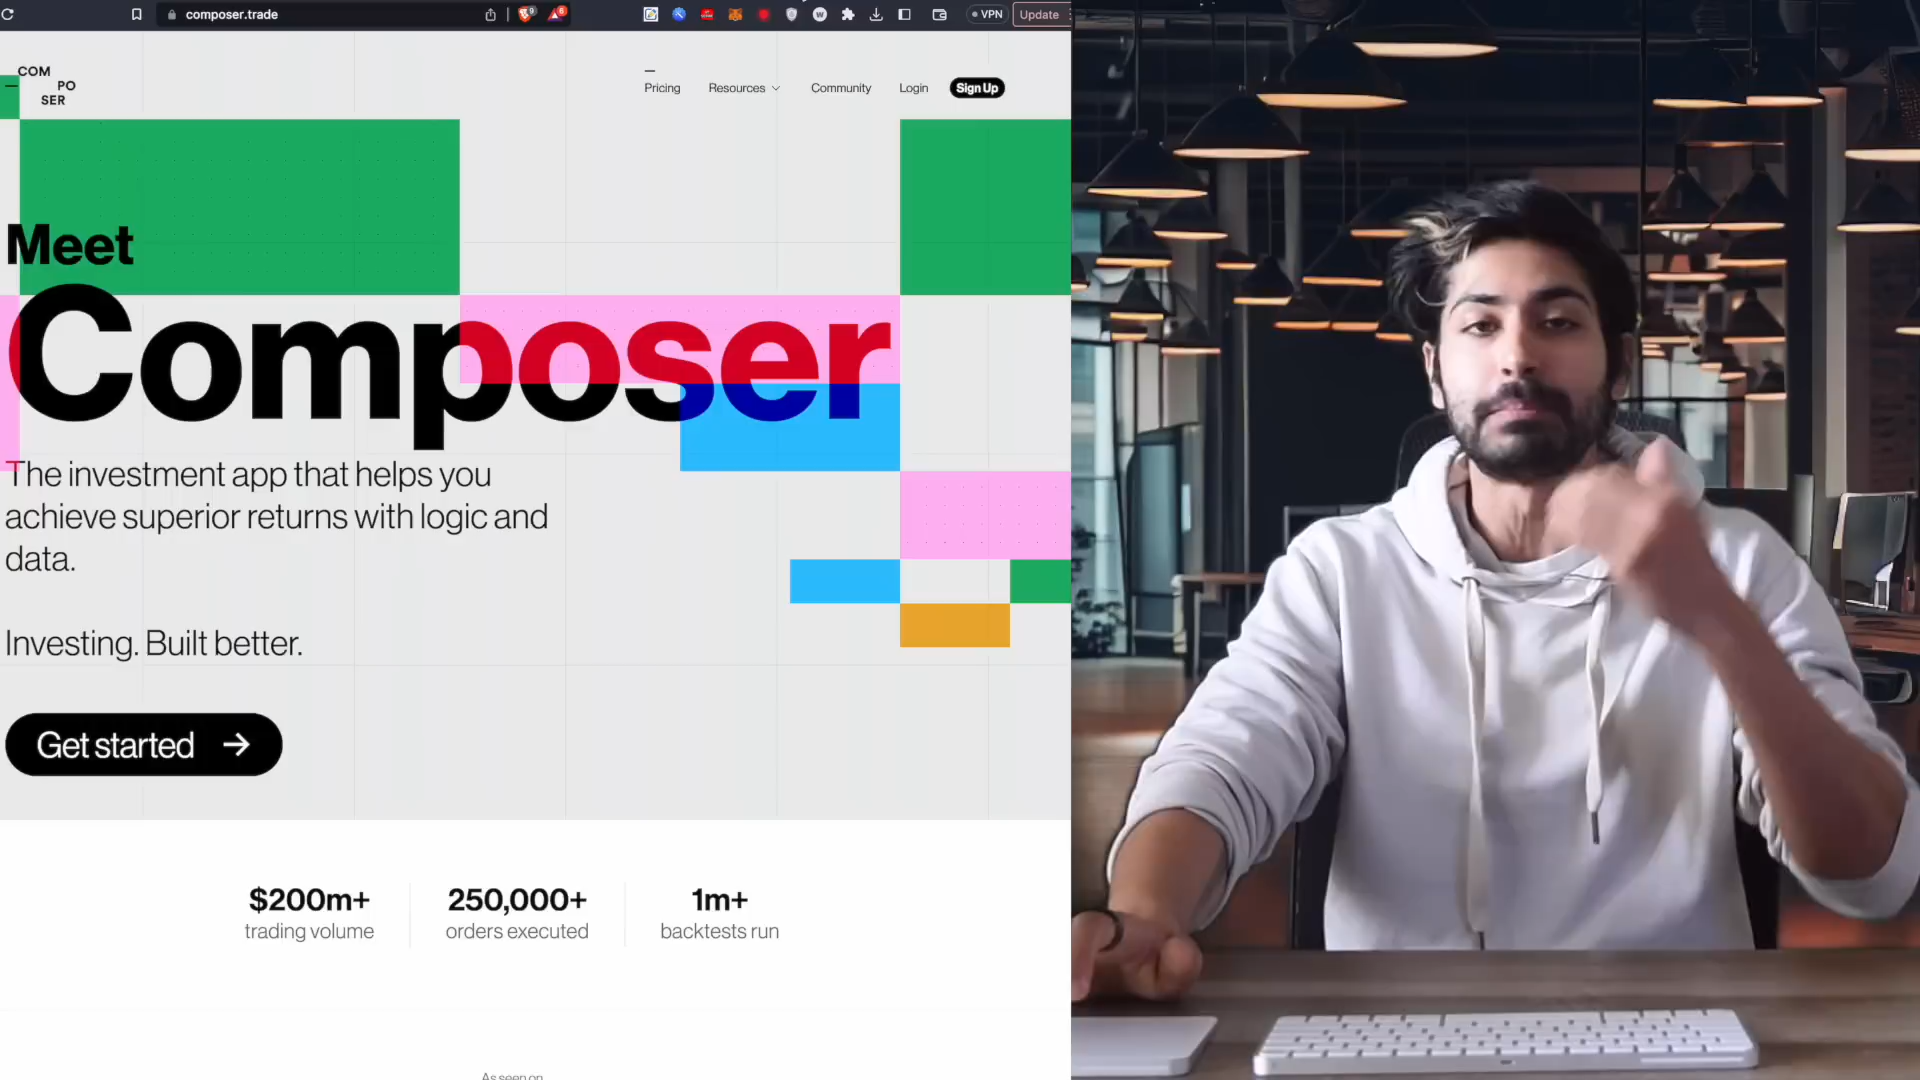 composer.trade
VPN
Update
COM
PO
SER
Pricing
Resources
Community
Login
Sign Up
Meet
Composer
The investment app that helps you
achieve superior returns with logic and
data.
Investing. Built better.
Get started →
$200m+
trading volume
250,000+
orders executed
1m+
backtests run
As seen on